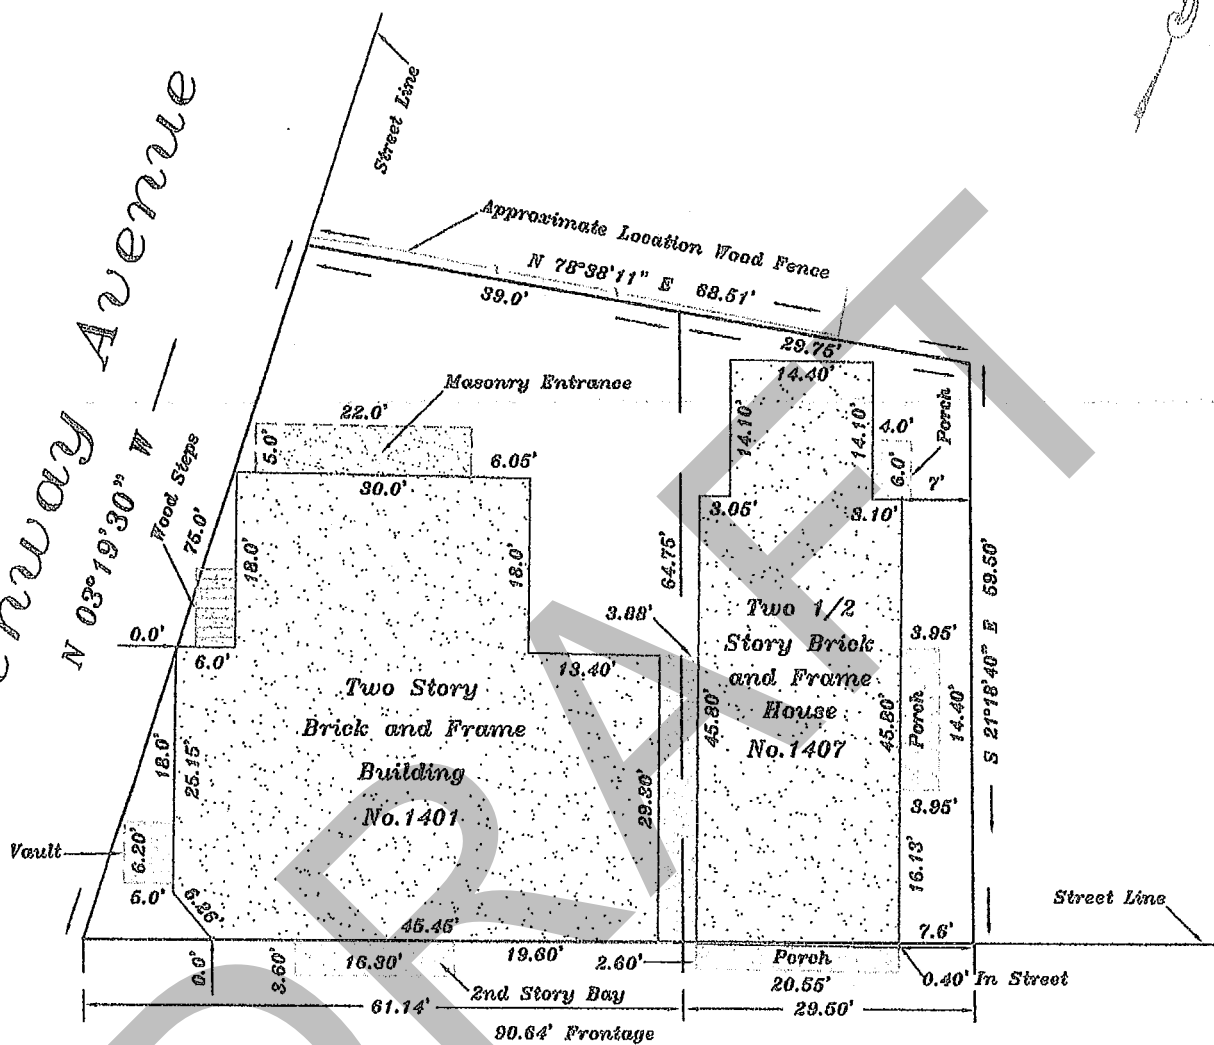 Street Line
nway Avenue
N 03°19'30" W
Approximate Location Wood Fence
N 78°38'11" E 68.51'
39.0'
29.75'
14.40'
Masonry Entrance
22.0'
5.0'
6.05'
30.0'
14.10'
14.10'
4.0'
Porch
6.0'
7'
3.05'
3.10'
Wood Steps
75.0'
18.0'
18.0'
64.75'
59.50'
S 21°18'40" E
0.0'
6.0'
3.88'
13.40'
Two 1/2
Story Brick
and Frame
House
No.1407
3.95'
Porch
14.40'
3.95'
45.80'
45.80'
Two Story
Brick and Frame
Building
No.1401
18.0'
25.15'
29.30'
Vault
6.20'
5.0'
6.26'
16.13'
Street Line
45.45'
7.6'
0.0'
3.60'
16.30'
19.60'
2.60'
Porch
20.55'
0.40' In Street
2nd Story Bay
61.14'
29.50'
90.64' Frontage
DRAFT